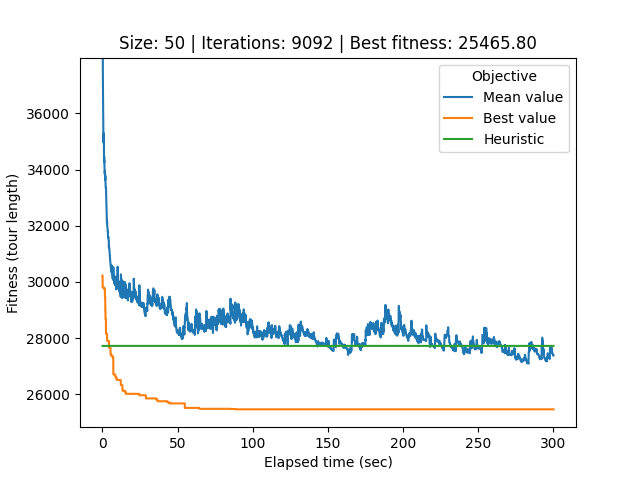 Size: 50 | Iterations: 9092 | Best fitness: 25465.80
Objective
Mean value
Best value
Heuristic
Fitness (tour length)
36000
34000
32000
30000
28000
26000
0 50 100 150 200 250 300
Elapsed time (sec)